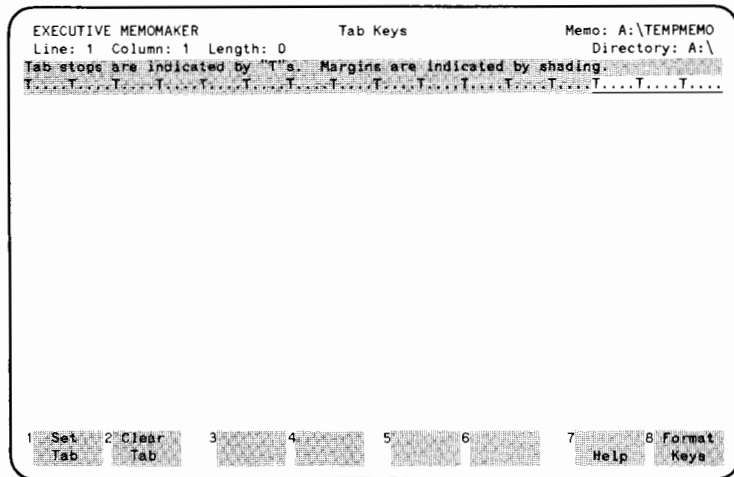 EXECUTIVE MEMOMAKER Tab Keys Memo: A:\TEMPMEMO
Line: 1 Column: 1 Length: 0 Directory: A:\
Tab stops are indicated by "T"s. Margins are indicated by shading.
T....T....T....T....T....T....T....T....T....T....T....T....T....T....T....T....
1 Set Tab 2 Clear Tab 3 4 5 6 7 Help 8 Format Keys